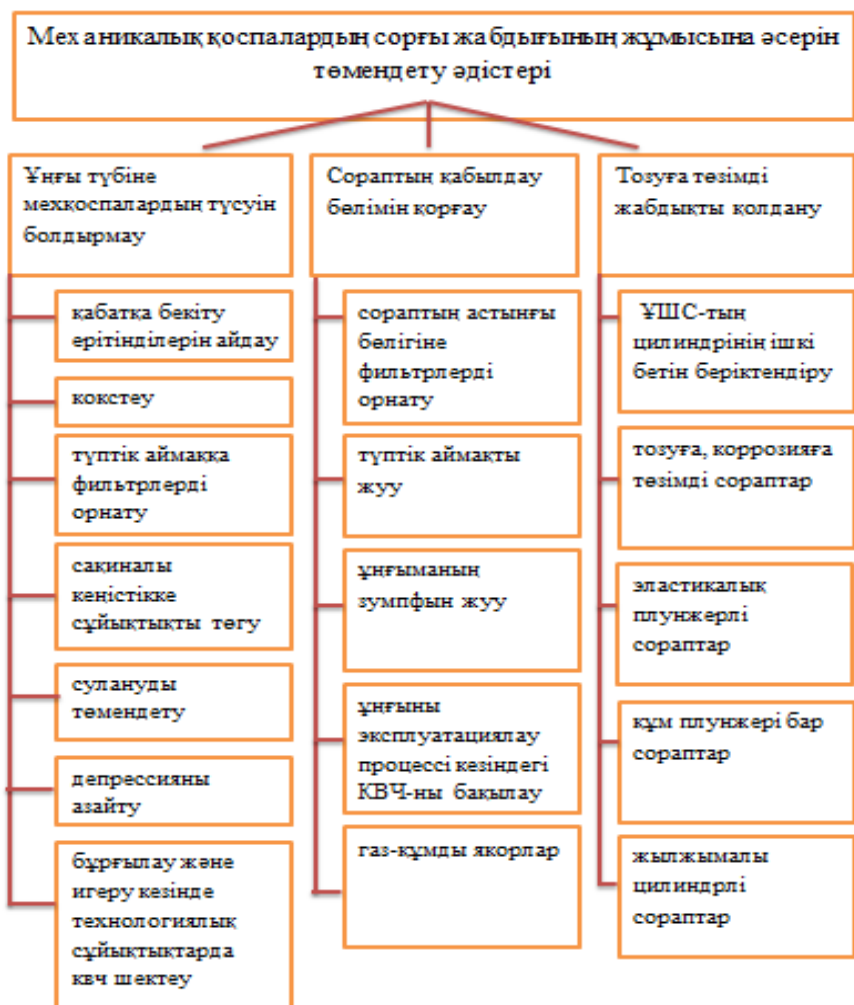 Мех аникалық қоспалардың сорғы жабдығының жұмысына әсерін
төмендету әдістері
Ұңғы түбіне
мехқоспалардың түсуін
болдырмау
қабатқа бекіту
ерітінділерін айдау
кокстеу
түптік аймаққа
фильтрлерді
орнату
сақиналы
кеңістікке
сұйықтықты төгу
сулануды
төмендету
депрессияны
азайту
бұрғылау және
игеру кезінде
технологиялық
сұйықтықтарда
квч шектеу
Сораптың қабылдау
бөлімін қорғау
сораптың астынғы
бөлігіне
фильтрлерді
орнату
түптік аймақты
жуу
ұңғыманың
зумпфын жуу
ұңғыны
эксплуатациялау
процессі кезіндегі
КВЧ-ны бақылау
газ-құмды якорлар
Тозуға төзімді
жабдықты қолдану
ҰШС-тың
цилиндрінің ішкі
бетін беріктендіру
тозуға, коррозияға
төзімді сораптар
эластикалық
плунжерлі
сораптар
құм плунжері бар
сораптар
жылжымалы
цилиндрлі
сораптар